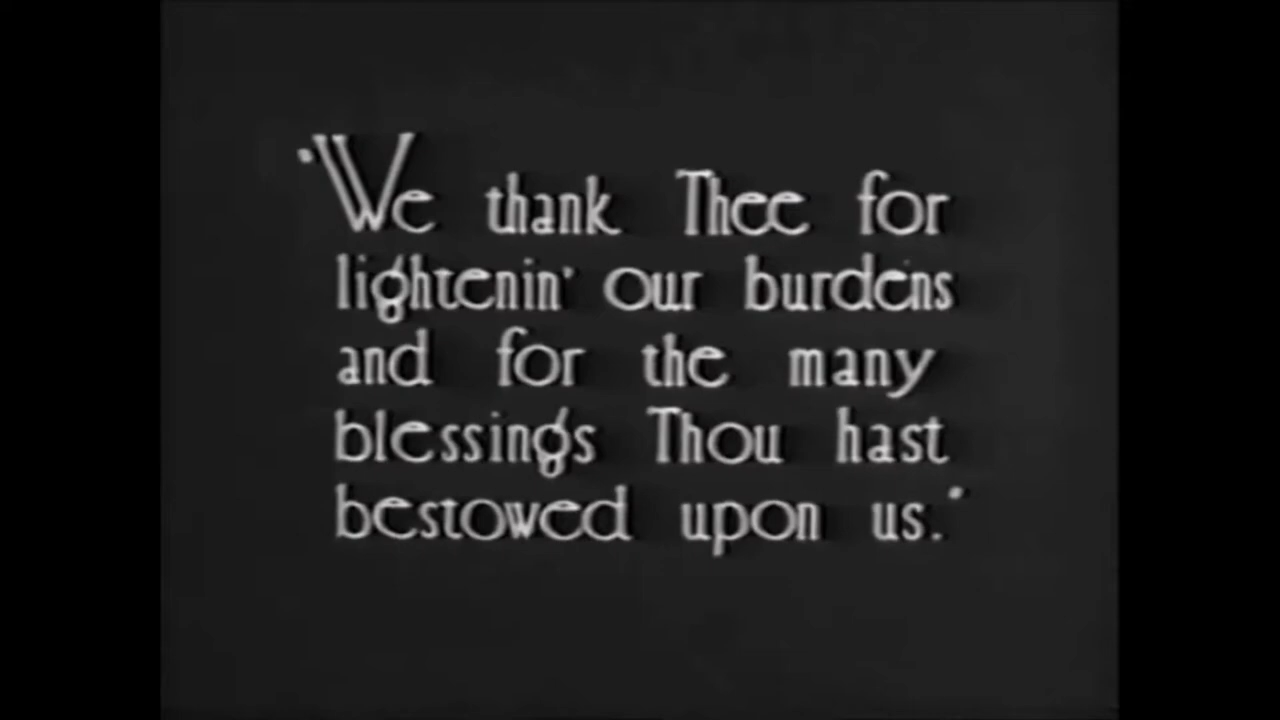 "We thank Thee for
lightenin' our burdens
and for the many
blessings Thou hast
bestowed upon us."